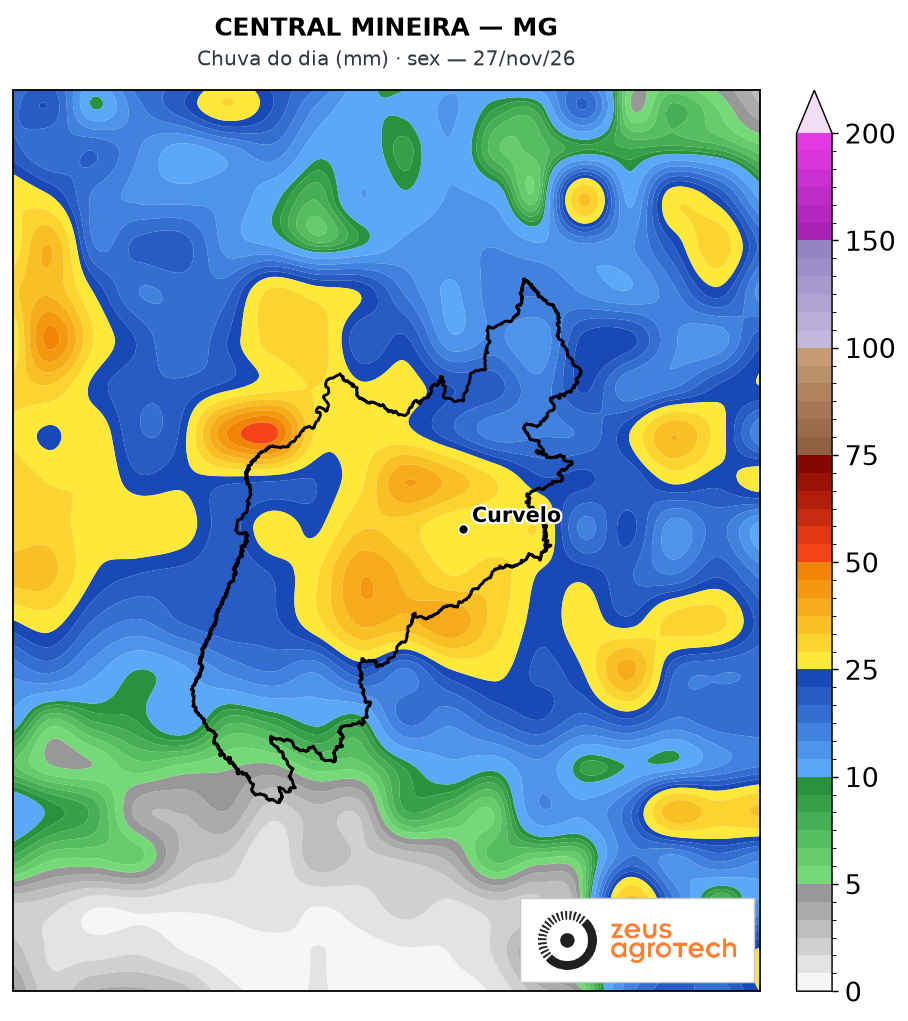 CENTRAL MINEIRA — MG
Chuva do dia (mm) · sex — 27/nov/26
200
150
100
75
50
25
10
5
0
Curvelo
zeus
agrotech